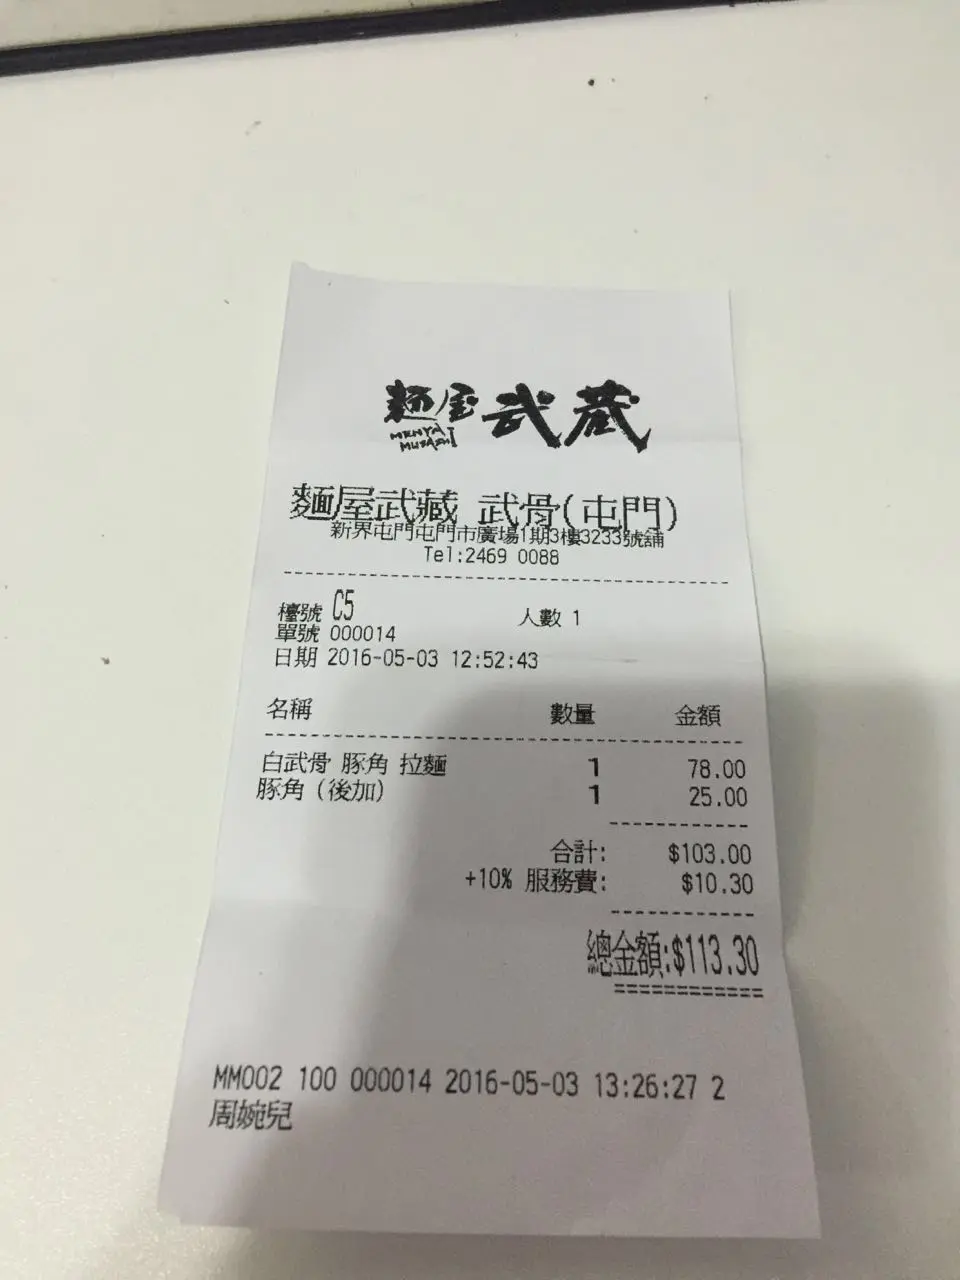 麵屋武蔵
MENYA
MUSASHI
麵屋武藏 武骨(屯門)
新界屯門屯門市廣場1期3樓3233號舖
Tel:2469 0088
檯號 C5 人數 1
單號 000014
日期 2016-05-03 12:52:43
名稱 數量 金額
白武骨 豚角 拉麵 1 78.00
豚角(後加) 1 25.00
合計: $103.00
+10% 服務費: $10.30
總金額:$113.30
MM002 100 000014 2016-05-03 13:26:27 2
周婉兒